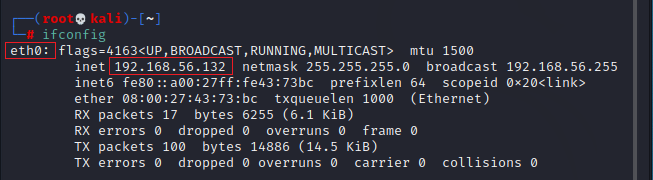 ┌──(root💀kali)-[~]
└─# ifconfig
eth0: flags=4163<UP,BROADCAST,RUNNING,MULTICAST>  mtu 1500
        inet 192.168.56.132  netmask 255.255.255.0  broadcast 192.168.56.255
        inet6 fe80::a00:27ff:fe43:73bc  prefixlen 64  scopeid 0×20<link>
        ether 08:00:27:43:73:bc  txqueuelen 1000  (Ethernet)
        RX packets 17  bytes 6255 (6.1 KiB)
        RX errors 0  dropped 0  overruns 0  frame 0
        TX packets 100  bytes 14886 (14.5 KiB)
        TX errors 0  dropped 0 overruns 0  carrier 0  collisions 0